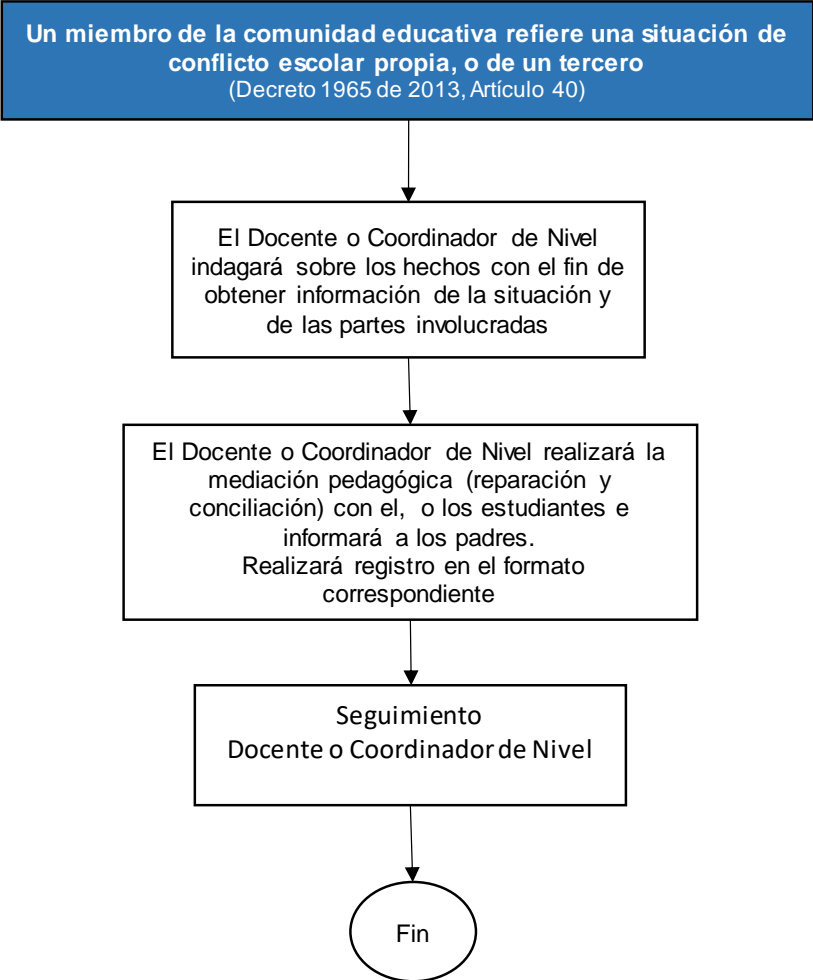 Un miembro de la comunidad educativa refiere una situación de
conflicto escolar propia, o de un tercero
(Decreto 1965 de 2013, Artículo 40)
El Docente o Coordinador de Nivel
indagará sobre los hechos con el fin de
obtener información de la situación y
de las partes involucradas
El Docente o Coordinador de Nivel realizará la
mediación pedagógica (reparación y
conciliación) con el, o los estudiantes e
informará a los padres.
Realizará registro en el formato
correspondiente
Seguimiento
Docente o Coordinador de Nivel
Fin